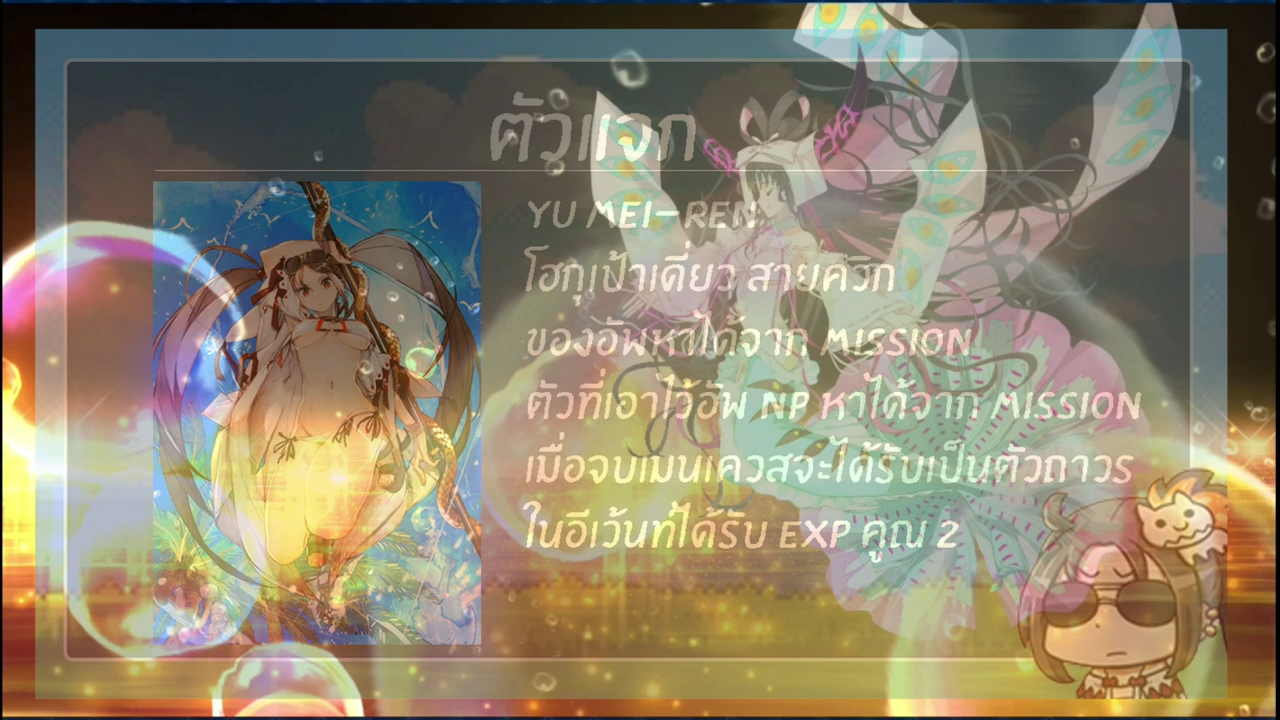 ตัวแจก
YU MEI-REN
โฮกุเป้าเดี่ยว สายควิก
ของอัพหาได้จาก MISSION
ตัวที่เอาไว้อัพ NP หาได้จาก MISSION
เมื่อจบเมนเควสจะได้รับเป็นตัวถาวร
ในอีเว้นท์ได้รับ EXP คูณ 2